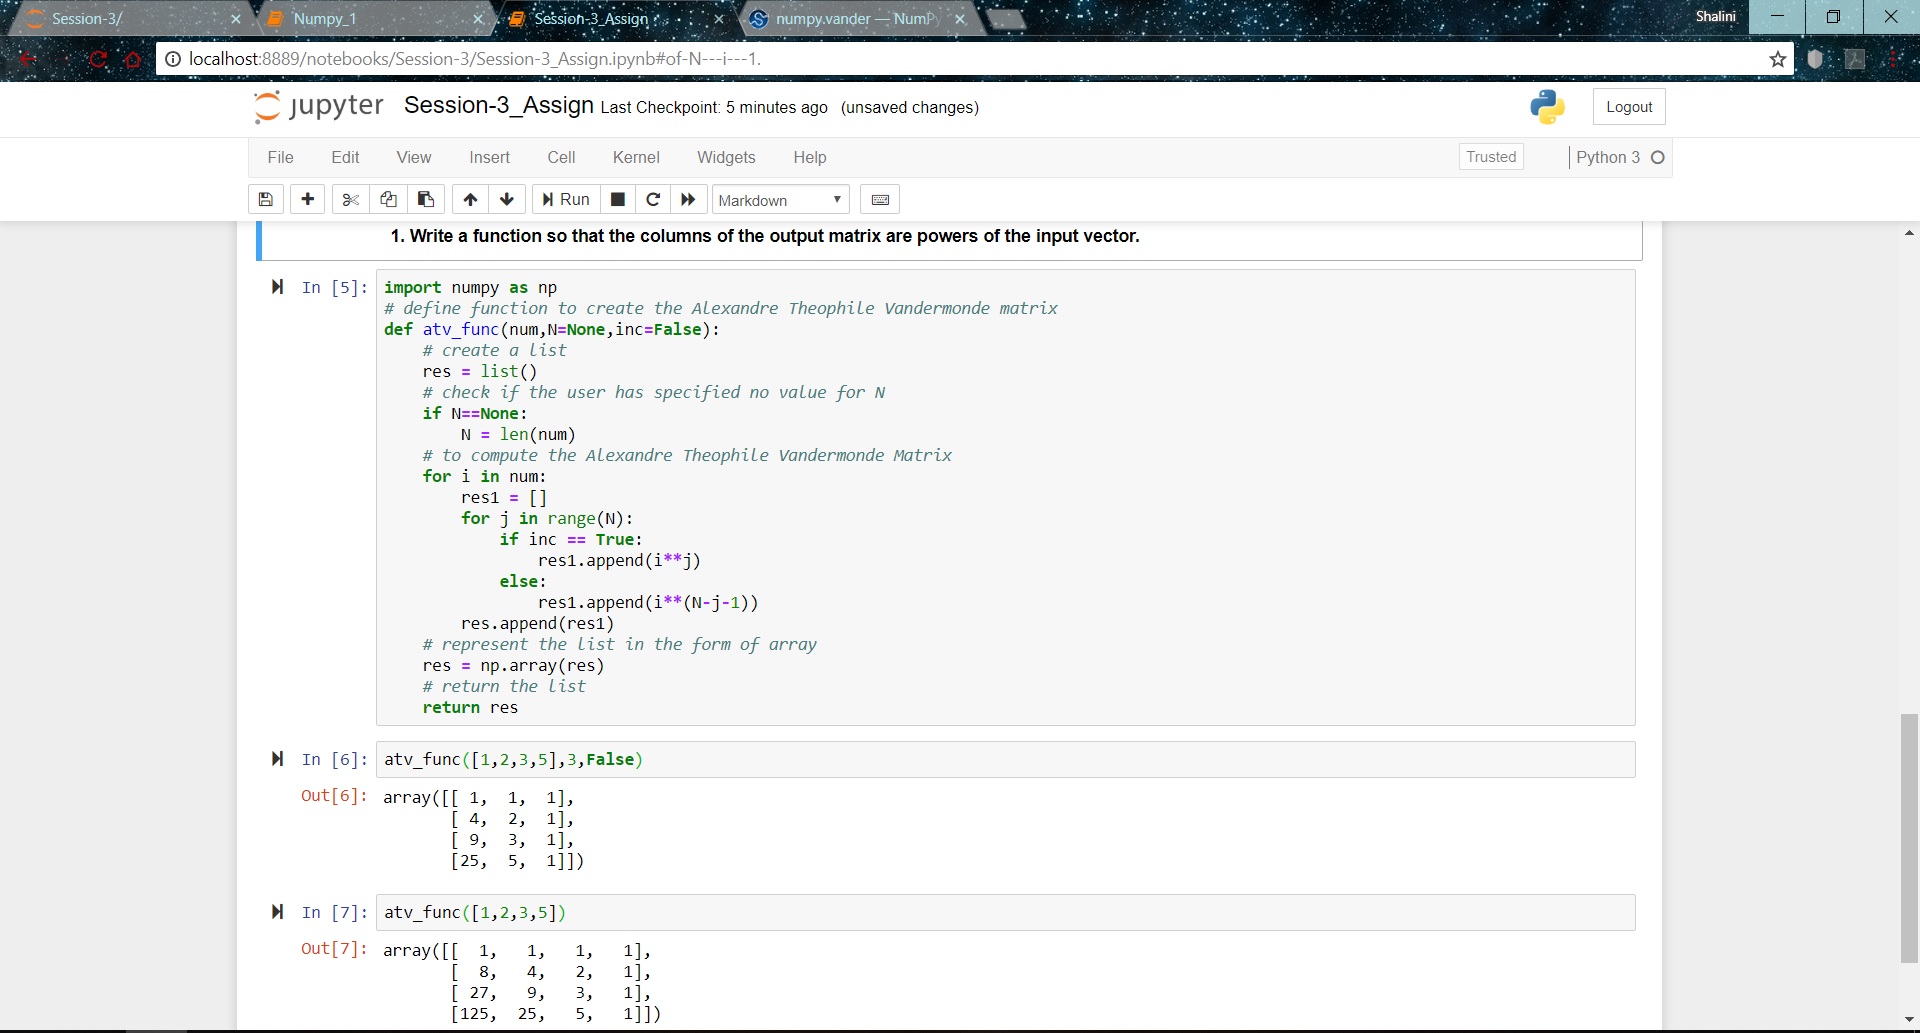 Session-3/
Numpy_1
Session-3_Assign
numpy.vander — NumPy
Shalini
localhost:8889/notebooks/Session-3/Session-3_Assign.ipynb#of-N---i---1.
jupyter Session-3_Assign Last Checkpoint: 5 minutes ago (unsaved changes)
Logout
File Edit View Insert Cell Kernel Widgets Help
Trusted
Python 3
Run
Markdown
1. Write a function so that the columns of the output matrix are powers of the input vector.
In [5]: import numpy as np
# define function to create the Alexandre Theophile Vandermonde matrix
def atv_func(num,N=None,inc=False):
    # create a list
    res = list()
    # check if the user has specified no value for N
    if N==None:
        N = len(num)
    # to compute the Alexandre Theophile Vandermonde Matrix
    for i in num:
        res1 = []
        for j in range(N):
            if inc == True:
                res1.append(i**j)
            else:
                res1.append(i**(N-j-1))
        res.append(res1)
    # represent the list in the form of array
    res = np.array(res)
    # return the list
    return res
In [6]: atv_func([1,2,3,5],3,False)
Out[6]: array([[ 1,  1,  1],
       [ 4,  2,  1],
       [ 9,  3,  1],
       [25,  5,  1]])
In [7]: atv_func([1,2,3,5])
Out[7]: array([[  1,   1,   1,   1],
       [  8,   4,   2,   1],
       [ 27,   9,   3,   1],
       [125,  25,   5,   1]])